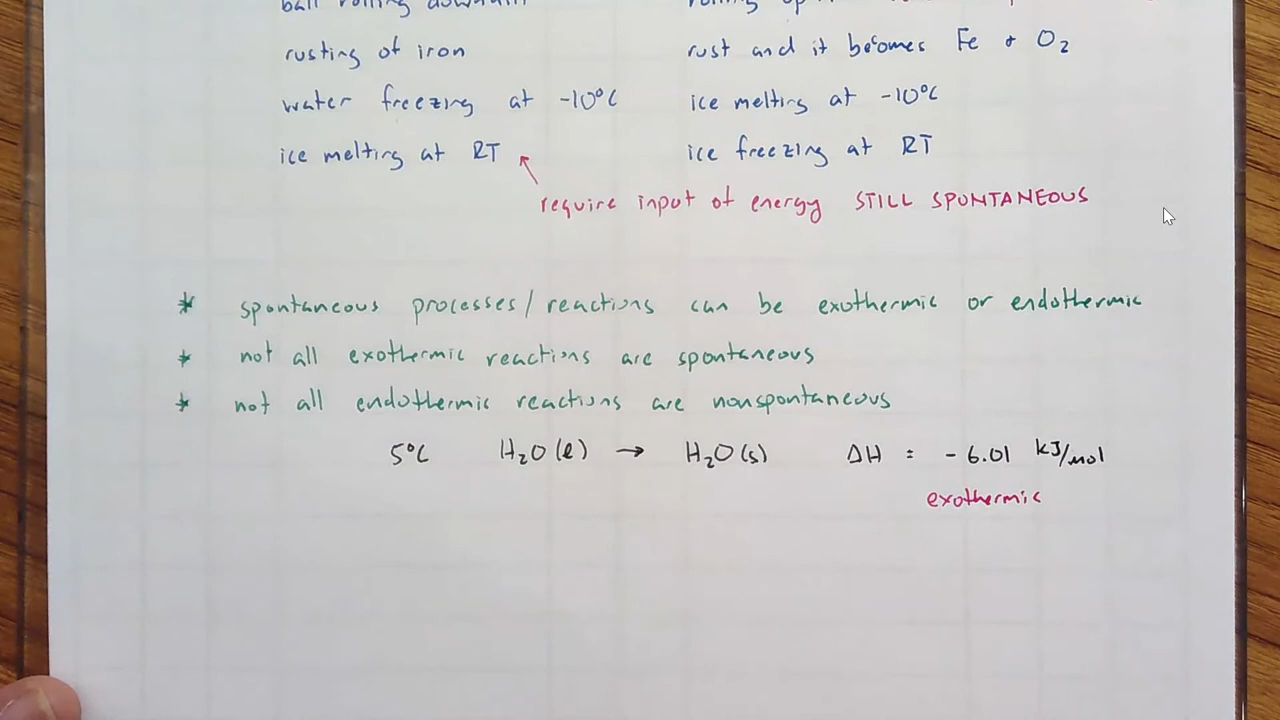 ball rolling downhill
rusting of iron rust and it becomes Fe + O₂
water freezing at -10°C ice melting at -10°C
ice melting at RT ice freezing at RT
require input of energy STILL SPONTANEOUS
* spontaneous processes/reactions can be exothermic or endothermic
* not all exothermic reactions are spontaneous
* not all endothermic reactions are nonspontaneous
5°C H₂O(l) → H₂O(s) ΔH = -6.01 kJ/mol
exothermic